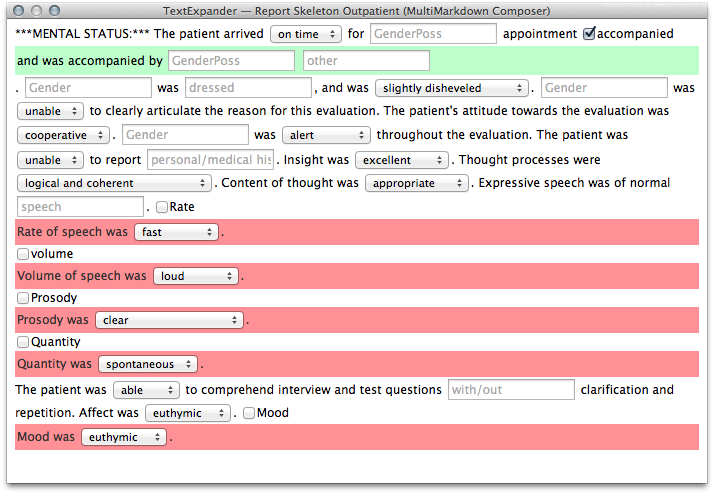 TextExpander — Report Skeleton Outpatient (MultiMarkdown Composer)
***MENTAL STATUS:*** The patient arrived on time for GenderPoss appointment accompanied
and was accompanied by GenderPoss other
. Gender was dressed , and was slightly disheveled . Gender was
unable to clearly articulate the reason for this evaluation. The patient's attitude towards the evaluation was
cooperative . Gender was alert throughout the evaluation. The patient was
unable to report personal/medical his . Insight was excellent . Thought processes were
logical and coherent . Content of thought was appropriate . Expressive speech was of normal
speech . Rate
Rate of speech was fast .
volume
Volume of speech was loud .
Prosody
Prosody was clear .
Quantity
Quantity was spontaneous .
The patient was able to comprehend interview and test questions with/out clarification and
repetition. Affect was euthymic . Mood
Mood was euthymic .